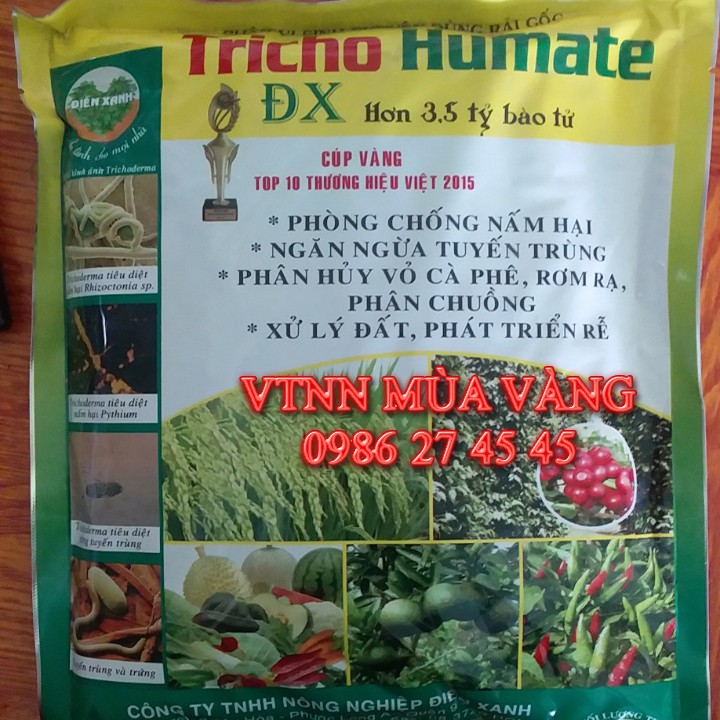 Tricho Humate
ĐX Hơn 3,5 tỷ bào tử
ĐIỀN XANH
CÚP VÀNG
TOP 10 THƯƠNG HIỆU VIỆT 2015
Trichoderma
* PHÒNG CHỐNG NẤM HẠI
* NGĂN NGỪA TUYẾN TRÙNG
* PHÂN HỦY VỎ CÀ PHÊ, RƠM RẠ,
PHÂN CHUỒNG
* XỬ LÝ ĐẤT, PHÁT TRIỂN RỄ
Trichoderma tiêu diệt
nấm hại Rhizoctonia sp.
Trichoderma tiêu diệt
nấm hại Pythium
Trichoderma tiêu diệt
tuyến trùng
Tuyến trùng và trứng
VTNN MÙA VÀNG
0986 27 45 45
CÔNG TY TNHH NÔNG NGHIỆP ĐIỀN XANH